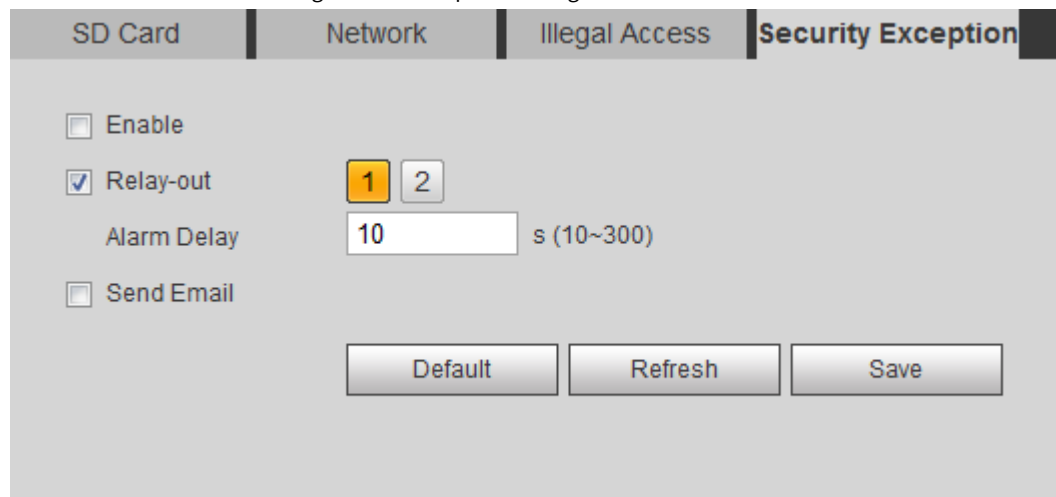 SD Card Network Illegal Access Security Exception
Enable
Relay-out 1 2
Alarm Delay 10 s (10~300)
Send Email
Default Refresh Save